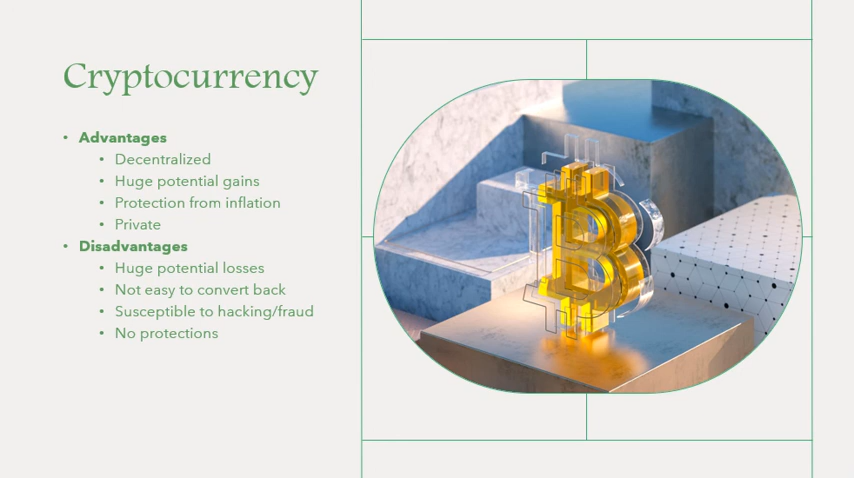 Cryptocurrency
• Advantages
• Decentralized
• Huge potential gains
• Protection from inflation
• Private
• Disadvantages
• Huge potential losses
• Not easy to convert back
• Susceptible to hacking/fraud
• No protections